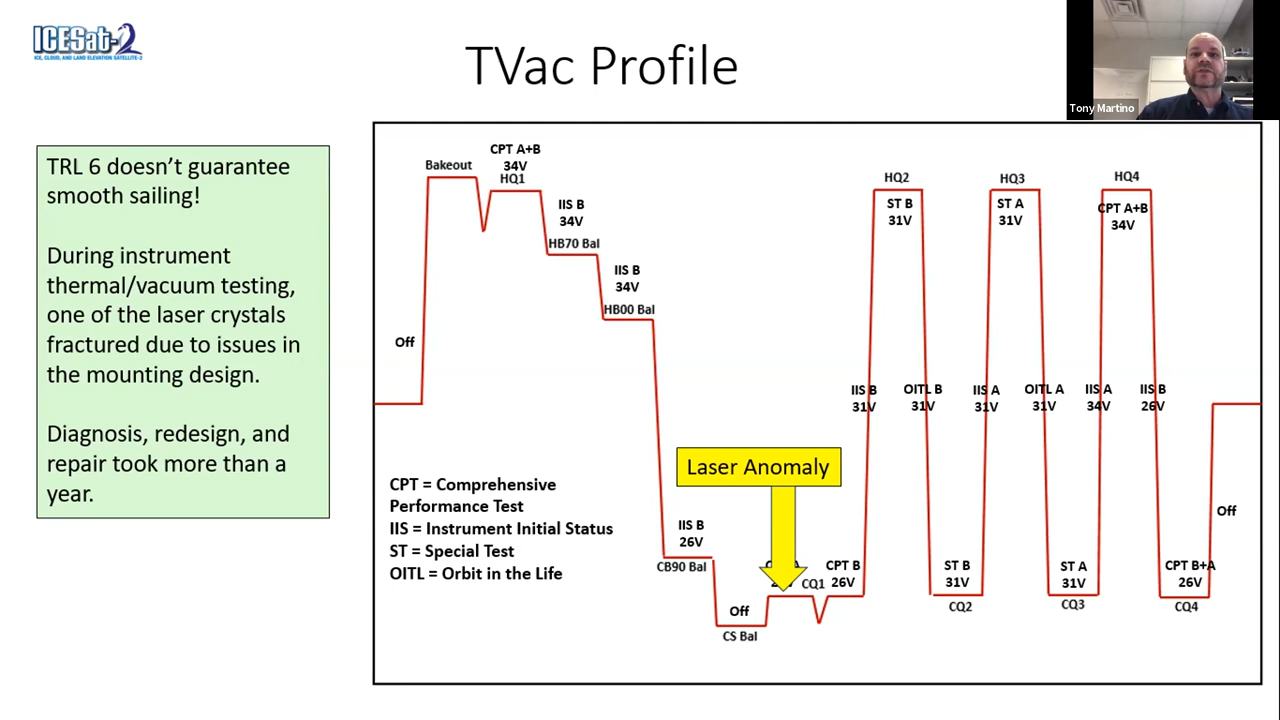 ICESat-2
ICE, CLOUD, AND LAND ELEVATION SATELLITE-2
TVac Profile
Tony Martino
TRL 6 doesn’t guarantee
smooth sailing!
During instrument
thermal/vacuum testing,
one of the laser crystals
fractured due to issues in
the mounting design.
Diagnosis, redesign, and
repair took more than a
year.
Off
Bakeout
CPT A+B
34V
HQ1
IIS B
34V
HB70 Bal
IIS B
34V
HB00 Bal
IIS B
26V
CB90 Bal
Off
CS Bal
Laser Anomaly
CQ1
CPT B
26V
IIS B
31V
HQ2
ST B
31V
OITL B
31V
ST B
31V
CQ2
IIS A
31V
HQ3
ST A
31V
OITL A
31V
ST A
31V
CQ3
IIS A
34V
HQ4
CPT A+B
34V
IIS B
26V
CPT B+A
26V
CQ4
Off
CPT = Comprehensive
Performance Test
IIS = Instrument Initial Status
ST = Special Test
OITL = Orbit in the Life